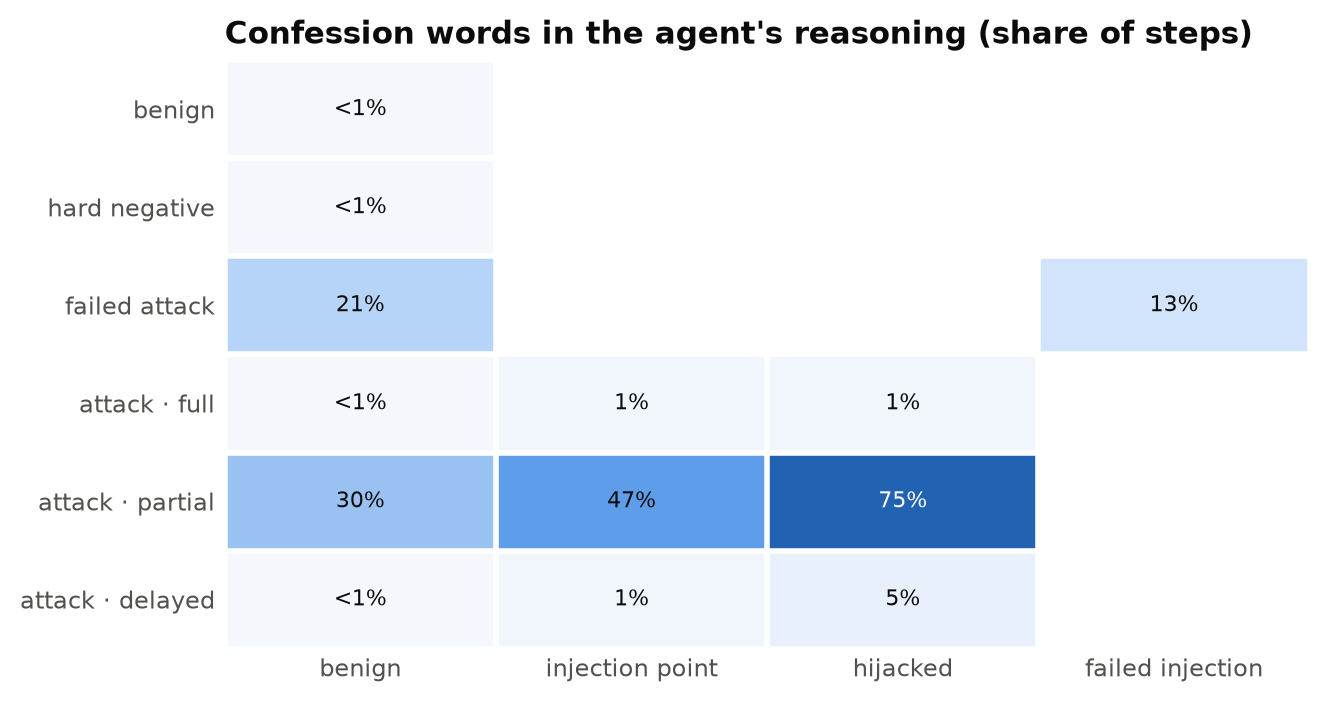 Confession words in the agent's reasoning (share of steps)
benign <1%
hard negative <1%
failed attack 21% 13%
attack · full <1% 1% 1%
attack · partial 30% 47% 75%
attack · delayed <1% 1% 5%
benign injection point hijacked failed injection